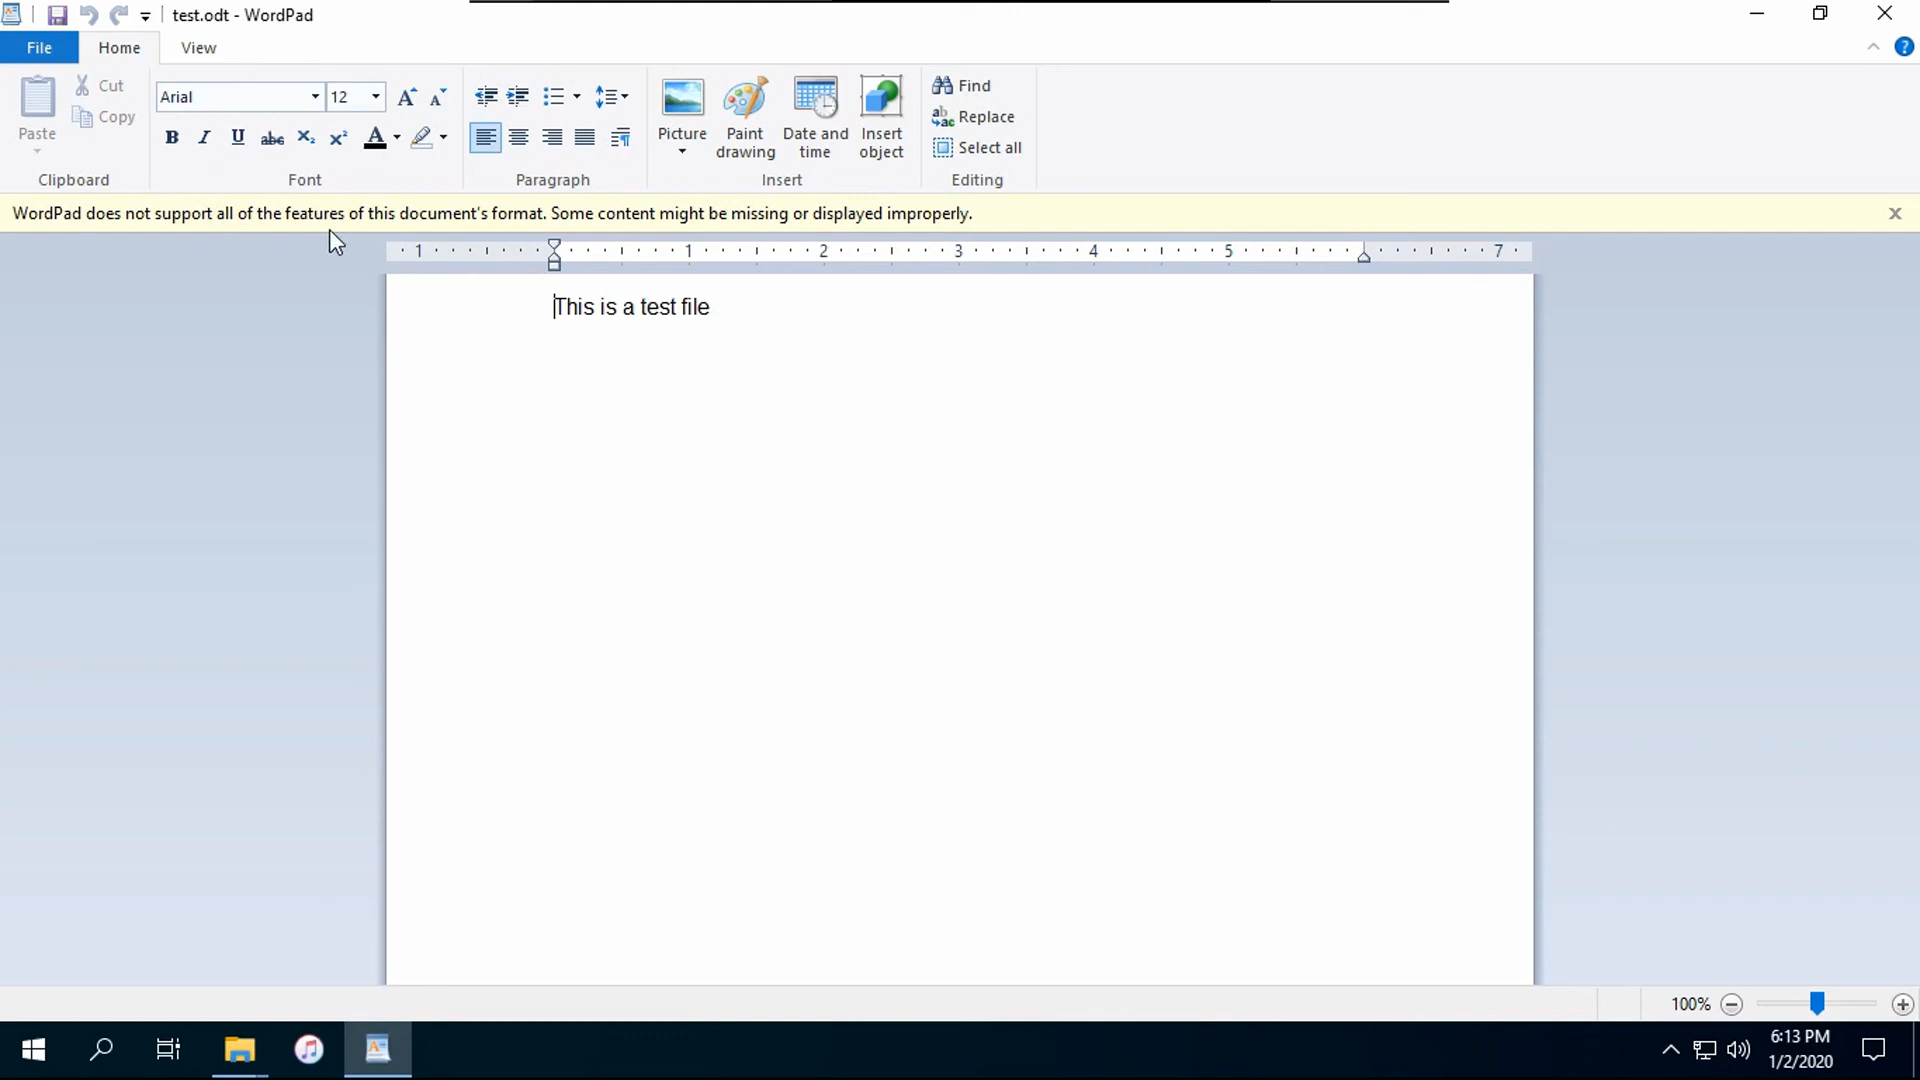 test.odt - WordPad
File Home View
Paste Cut Copy Clipboard
Arial 12
Font
Paragraph
Picture Paint drawing Date and time Insert object
Insert
Find
Replace
Select all
Editing
WordPad does not support all of the features of this document's format. Some content might be missing or displayed improperly.
1 1 2 3 4 5 7
This is a test file
100%
6:13 PM
1/2/2020